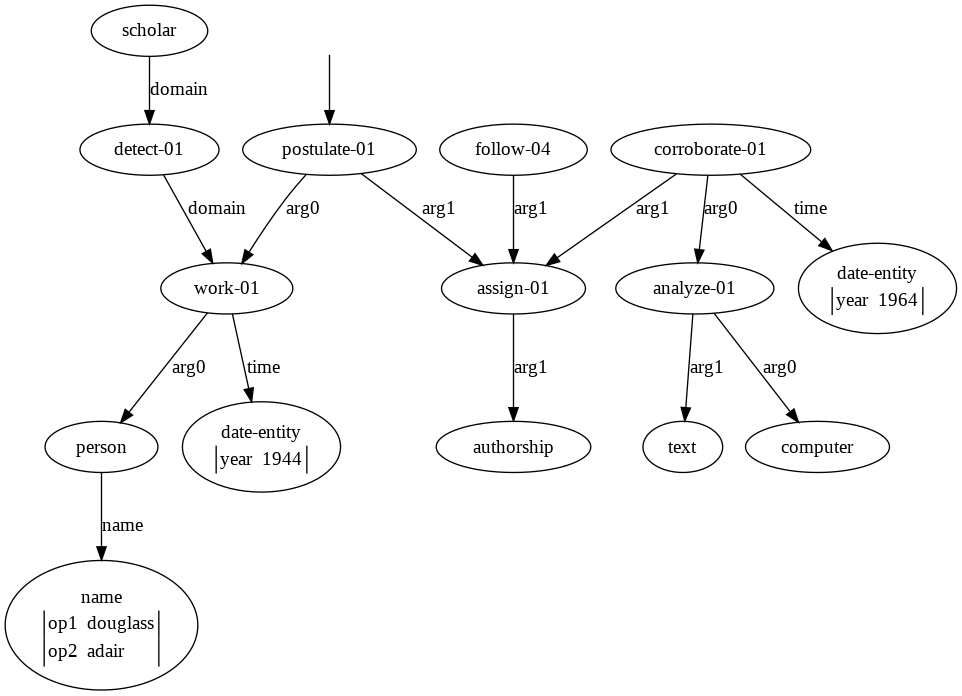 scholar
domain
detect-01
postulate-01
follow-04
corroborate-01
domain
arg0
arg1
arg1
arg1
arg0
time
work-01
assign-01
analyze-01
date-entity
year 1964
arg0
time
arg1
arg1
arg0
person
date-entity
year 1944
authorship
text
computer
name
name
op1 douglass
op2 adair